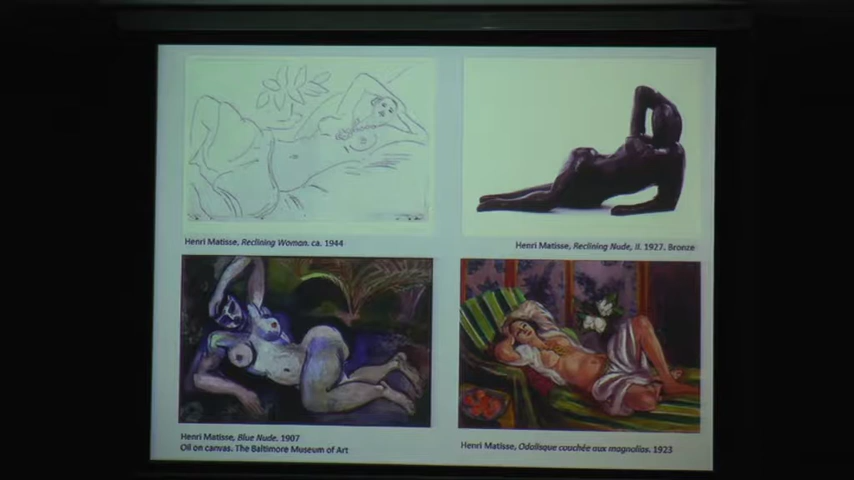 Henri Matisse, Reclining Woman. ca. 1944
Henri Matisse, Reclining Nude, II. 1927. Bronze
Henri Matisse, Blue Nude. 1907
Oil on canvas. The Baltimore Museum of Art
Henri Matisse, Odalisque couchée aux magnolias. 1923